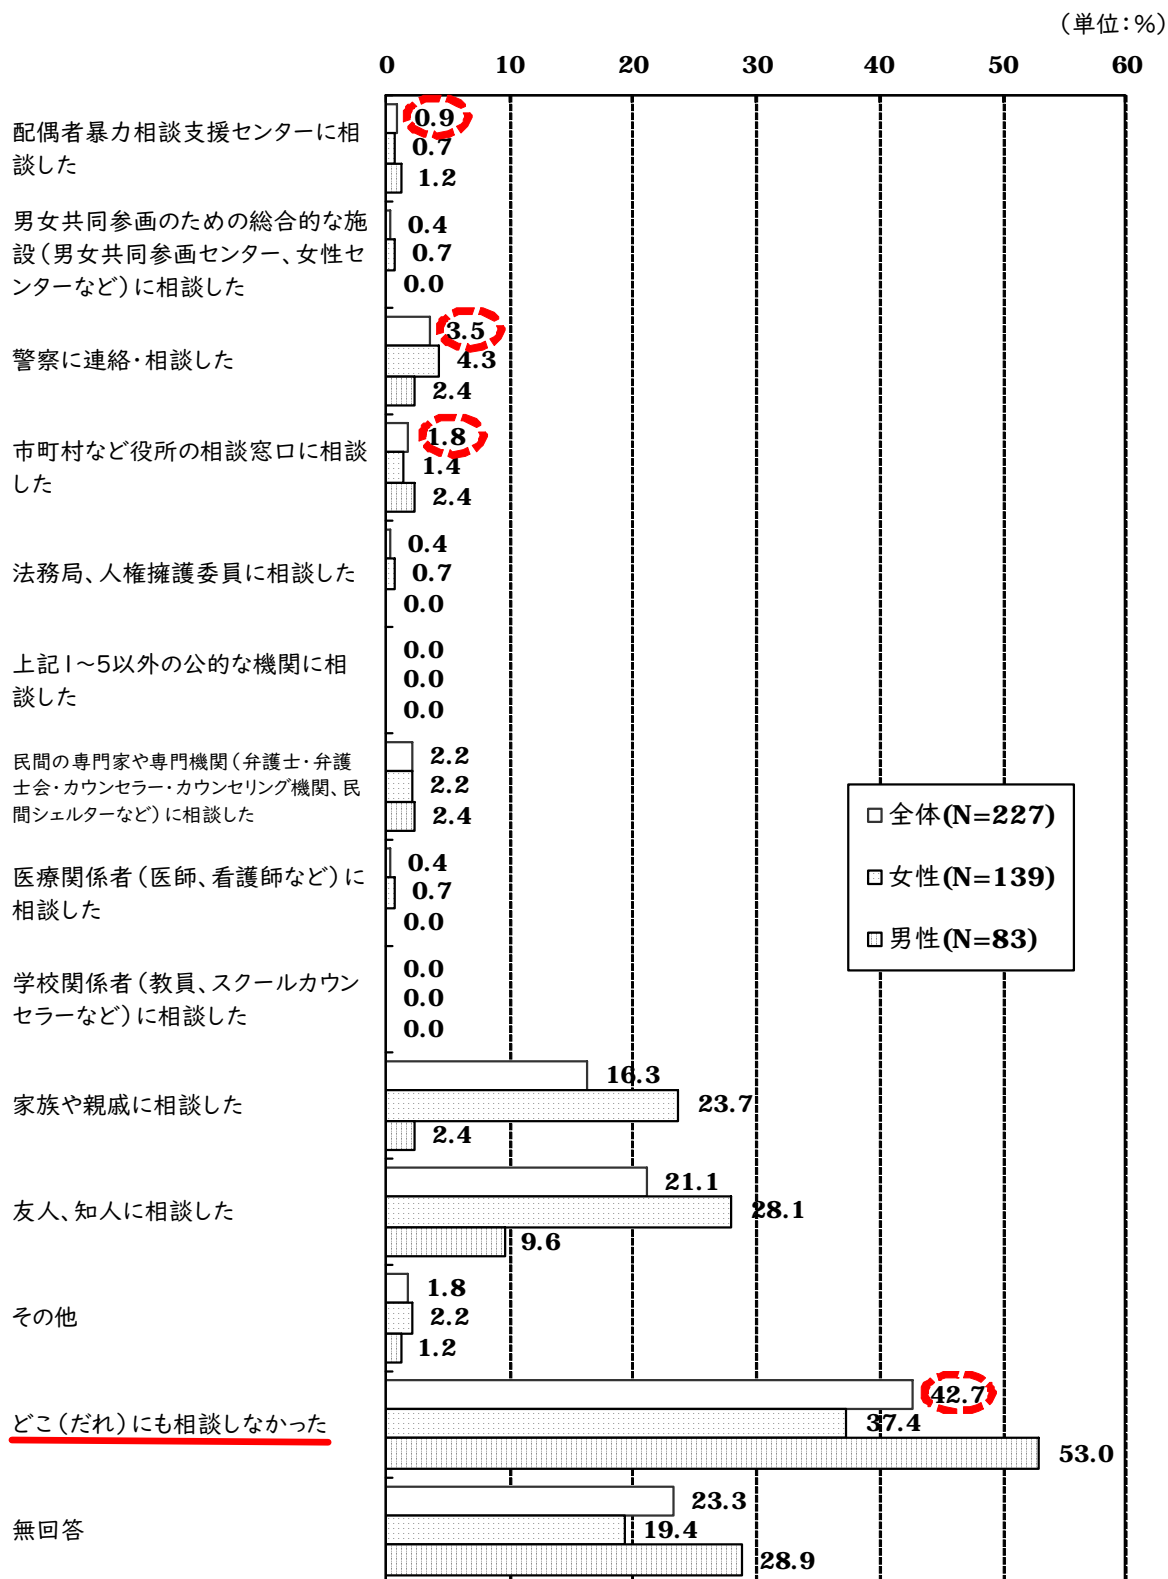 （単位：％）
0 10 20 30 40 50 60
配偶者暴力相談支援センターに相
談した
0.9
0.7
1.2
男女共同参画のための総合的な施
設（男女共同参画センター、女性セ
ンターなど）に相談した
0.4
0.7
0.0
警察に連絡・相談した
3.5
4.3
2.4
市町村など役所の相談窓口に相談
した
1.8
1.4
2.4
法務局、人権擁護委員に相談した
0.4
0.7
0.0
上記1～5以外の公的な機関に相
談した
0.0
0.0
0.0
民間の専門家や専門機関（弁護士・弁護
士会・カウンセラー・カウンセリング機関、民
間シェルターなど）に相談した
2.2
2.2
2.4
医療関係者（医師、看護師など）に
相談した
0.4
0.7
0.0
学校関係者（教員、スクールカウン
セラーなど）に相談した
0.0
0.0
0.0
家族や親戚に相談した
16.3
23.7
2.4
友人、知人に相談した
21.1
28.1
9.6
その他
1.8
2.2
1.2
どこ（だれ）にも相談しなかった
42.7
37.4
53.0
無回答
23.3
19.4
28.9
全体(N=227)
女性(N=139)
男性(N=83)